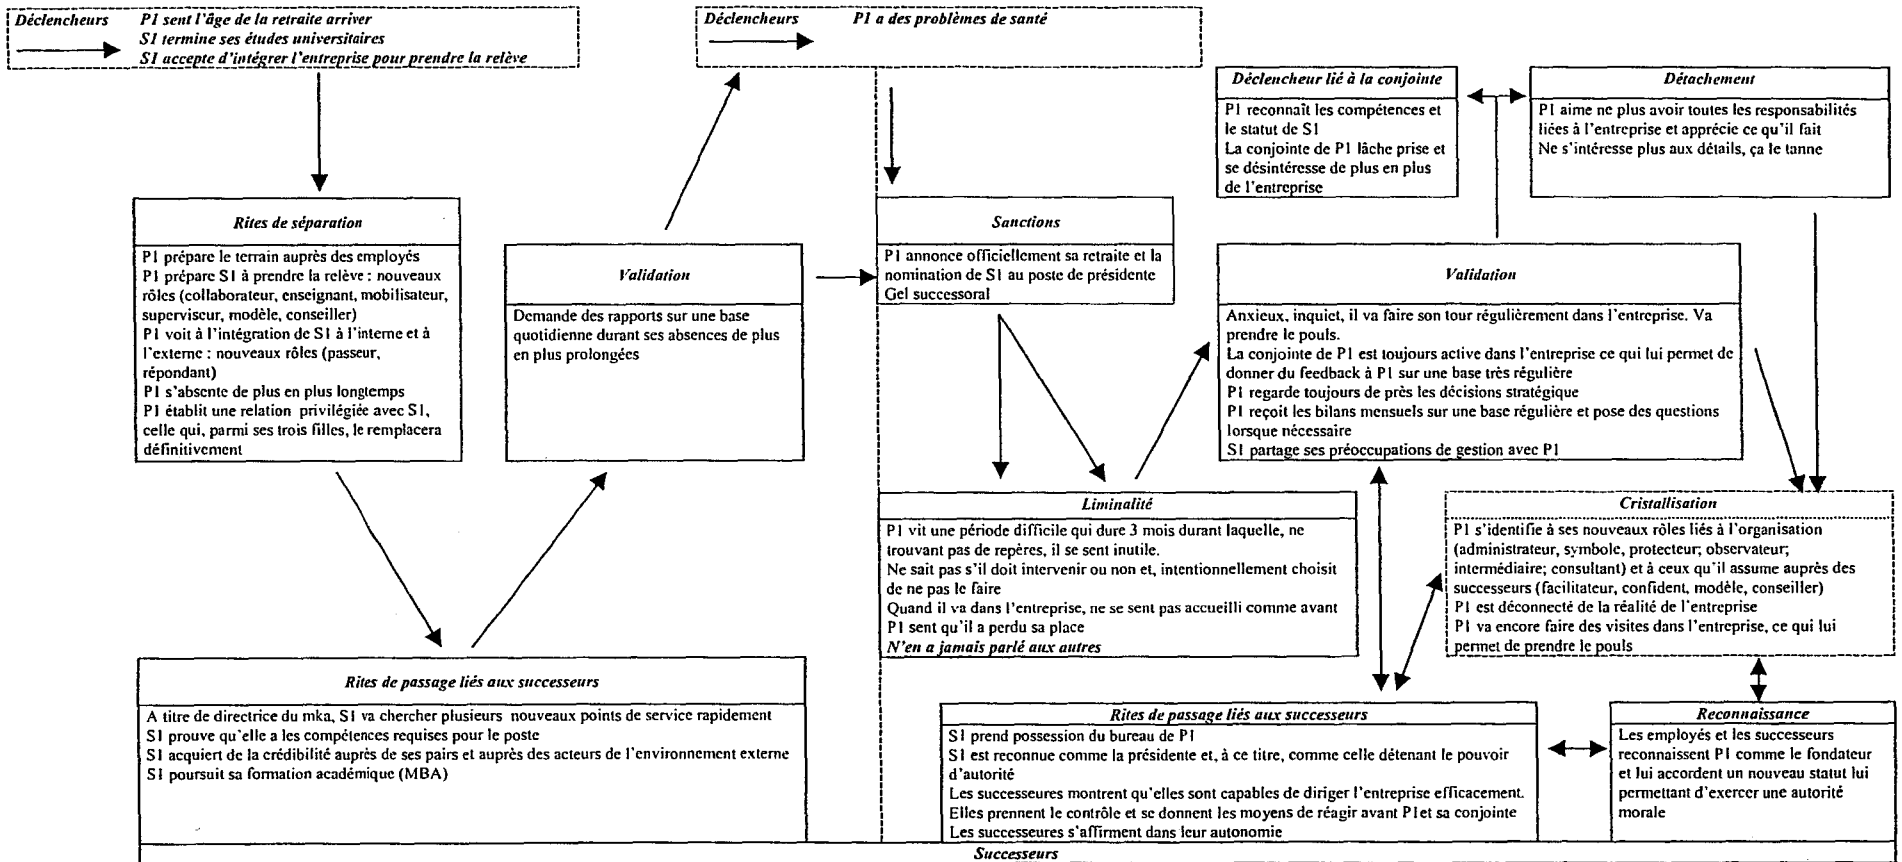 Déclencheurs
P1 sent l'âge de la retraite arriver
S1 termine ses études universitaires
S1 accepte d'intégrer l'entreprise pour prendre la relève
Déclencheurs
P1 a des problèmes de santé
Déclencheur lié à la conjointe
P1 reconnaît les compétences et
le statut de S1
La conjointe de P1 lâche prise et
se désintéresse de plus en plus
de l'entreprise
Détachement
P1 aime ne plus avoir toutes les responsabilités
liées à l'entreprise et apprécie ce qu'il fait
Ne s'intéresse plus aux détails, ça le tanne
Rites de séparation
P1 prépare le terrain auprès des employés
P1 prépare S1 à prendre la relève : nouveaux
rôles (collaborateur, enseignant, mobilisateur,
superviseur, modèle, conseiller)
P1 voit à l'intégration de S1 à l'interne et à
l'externe : nouveaux rôles (passeur,
répondant)
P1 s'absente de plus en plus longtemps
P1 établit une relation privilégiée avec S1,
celle qui, parmi ses trois filles, le remplacera
définitivement
Validation
Demande des rapports sur une base
quotidienne durant ses absences de plus
en plus prolongées
Sanctions
P1 annonce officiellement sa retraite et la
nomination de S1 au poste de présidente
Gel successoral
Validation
Anxieux, inquiet, il va faire son tour régulièrement dans l'entreprise. Va
prendre le pouls.
La conjointe de P1 est toujours active dans l'entreprise ce qui lui permet de
donner du feedback à P1 sur une base très régulière
P1 regarde toujours de près les décisions stratégique
P1 reçoit les bilans mensuels sur une base régulière et pose des questions
lorsque nécessaire
S1 partage ses préoccupations de gestion avec P1
Liminalité
P1 vit une période difficile qui dure 3 mois durant laquelle, ne
trouvant pas de repères, il se sent inutile.
Ne sait pas s'il doit intervenir ou non et, intentionnellement choisit
de ne pas le faire
Quand il va dans l'entreprise, ne se sent pas accueilli comme avant
P1 sent qu'il a perdu sa place
N'en a jamais parlé aux autres
Cristallisation
P1 s'identifie à ses nouveaux rôles liés à l'organisation
(administrateur, symbole, protecteur; observateur;
intermédiaire; consultant) et à ceux qu'il assume auprès des
successeurs (facilitateur, confident, modèle, conseiller)
P1 est déconnecté de la réalité de l'entreprise
P1 va encore faire des visites dans l'entreprise, ce qui lui
permet de prendre le pouls
Rites de passage liés aux successeurs
A titre de directrice du mka, S1 va chercher plusieurs nouveaux points de service rapidement
S1 prouve qu'elle a les compétences requises pour le poste
S1 acquiert de la crédibilité auprès de ses pairs et auprès des acteurs de l'environnement externe
S1 poursuit sa formation académique (MBA)
Rites de passage liés aux successeurs
S1 prend possession du bureau de P1
S1 est reconnue comme la présidente et, à ce titre, comme celle détenant le pouvoir
d'autorité
Les successeures montrent qu'elles sont capables de diriger l'entreprise efficacement.
Elles prennent le contrôle et se donnent les moyens de réagir avant P1et sa conjointe
Les successeures s'affirment dans leur autonomie
Reconnaissance
Les employés et les successeurs
reconnaissent P1 comme le fondateur
et lui accordent un nouveau statut lui
permettant d'exercer une autorité
morale
Successeurs